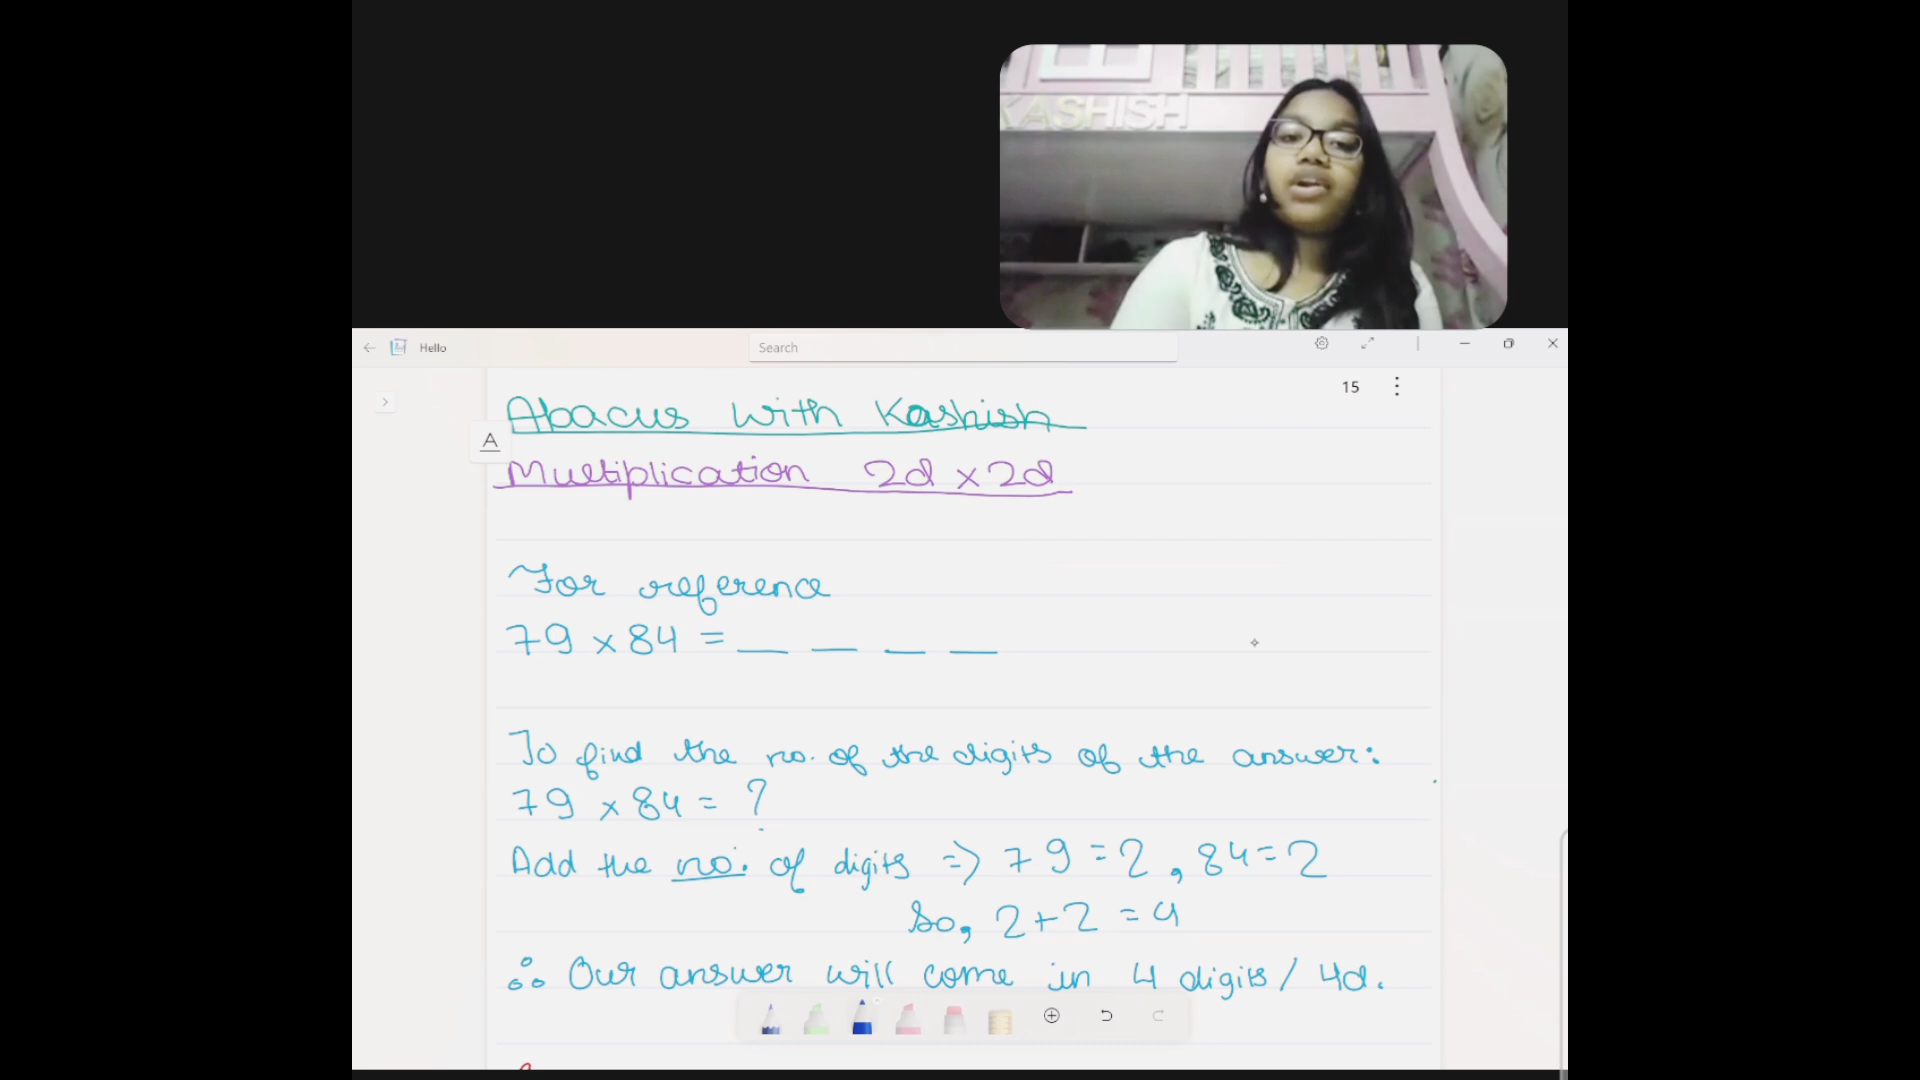 KASHISH
Hello
Search
15
Abacus with Kashish
A
Multiplication 2d x 2d
For reference
79 x 84 = __ __ __ __
To find the no. of the digits of the answer:
79 x 84 = ?
Add the no. of digits => 79 = 2, 84 = 2
So, 2 + 2 = 4
∴ Our answer will come in 4 digits / 4d.